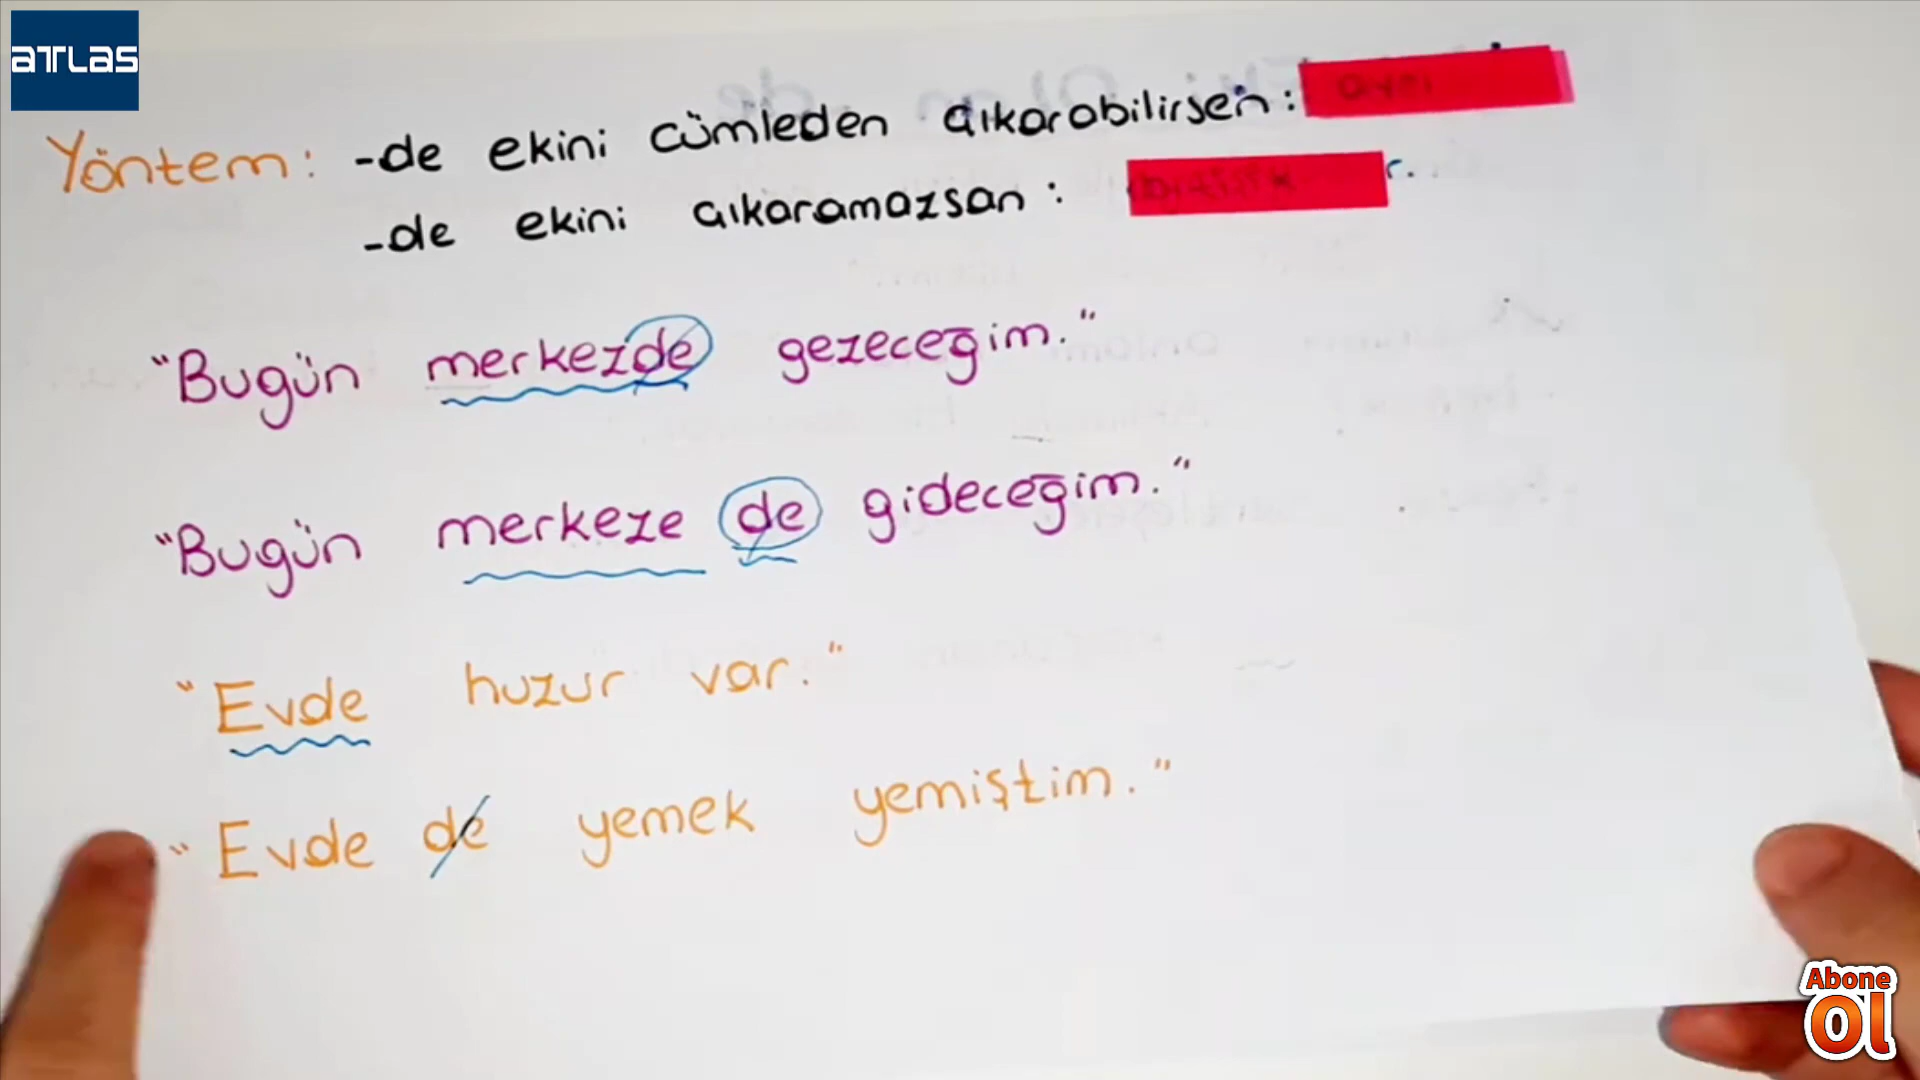 ATLAS
Yöntem: -de ekini cümleden çıkarabilirsen:
-de ekini çıkaramazsan: r.
"Bugün merkezde gezeceğim."
"Bugün merkeze de gideceğim."
"Evde huzur var."
"Evde de yemek yemiştim."
Abone
Ol